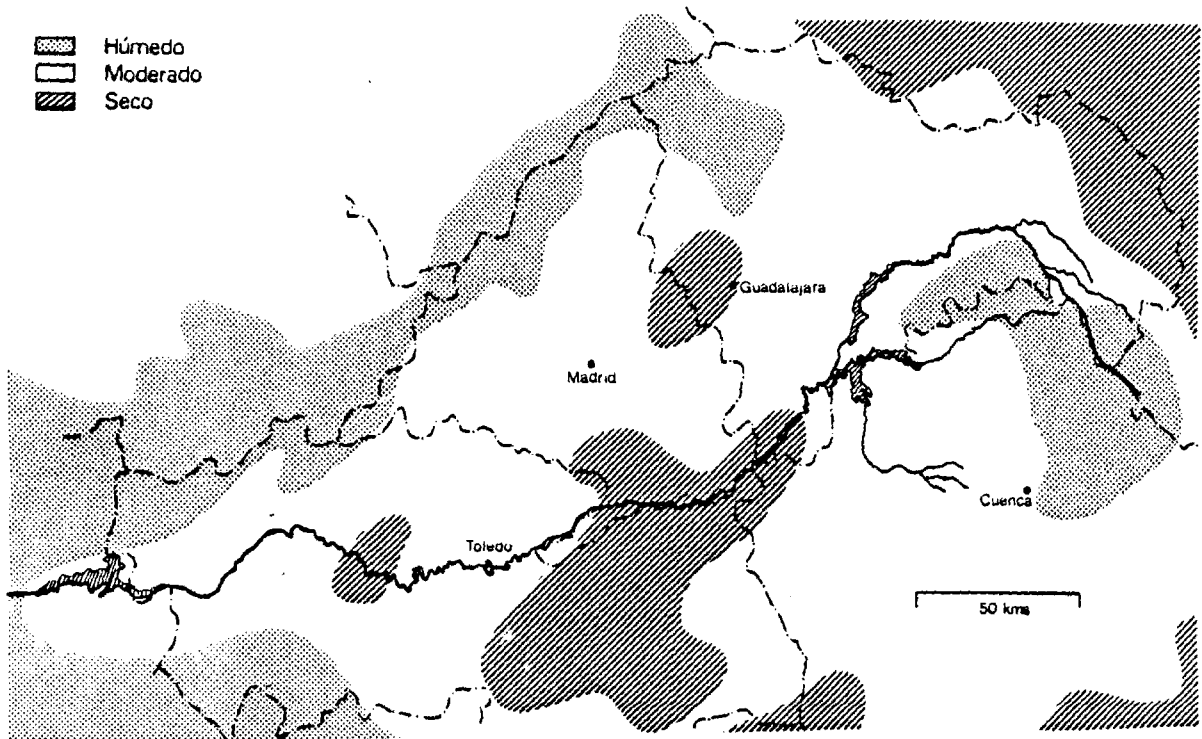 Húmedo
Moderado
Seco
Guadalajara
Madrid
Toledo
Cuenca
50 kms